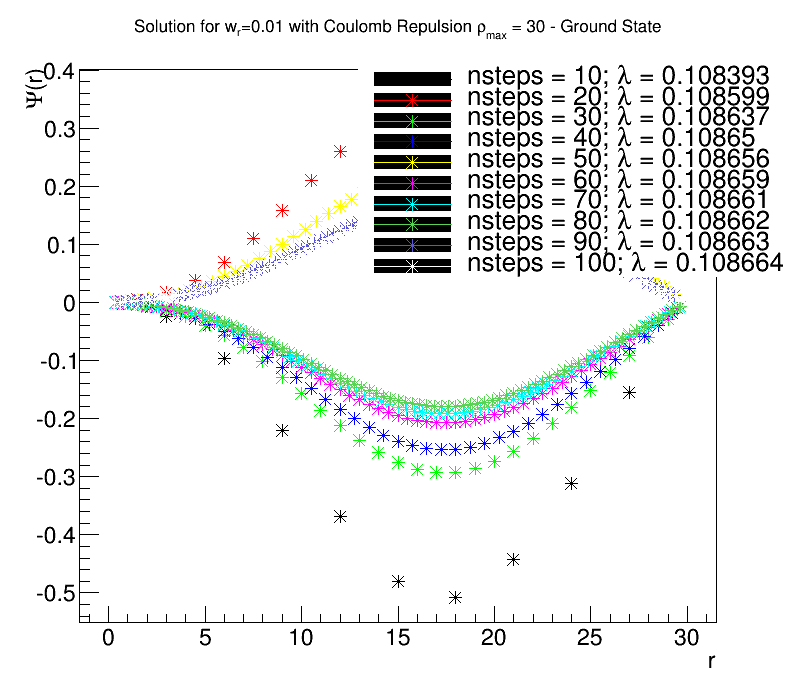 Solution for wr=0.01 with Coulomb Repulsion ρmax = 30 - Ground State
Ψ(r)
0.4
0.3
0.2
0.1
0
-0.1
-0.2
-0.3
-0.4
-0.5
nsteps = 10; λ = 0.108393
nsteps = 20; λ = 0.108599
nsteps = 30; λ = 0.108637
nsteps = 40; λ = 0.10865
nsteps = 50; λ = 0.108656
nsteps = 60; λ = 0.108659
nsteps = 70; λ = 0.108661
nsteps = 80; λ = 0.108662
nsteps = 90; λ = 0.108663
nsteps = 100; λ = 0.108664
0 5 10 15 20 25 30
r